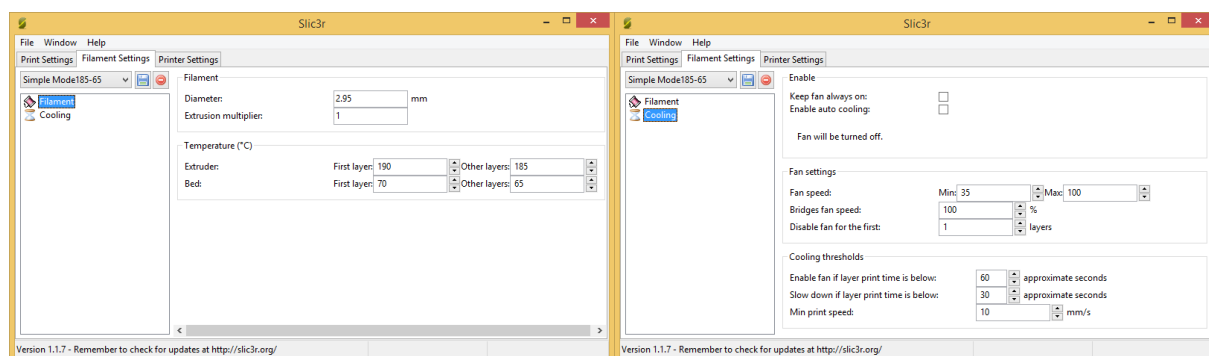 Slic3r
File Window Help
Print Settings Filament Settings Printer Settings
Simple Mode185-65
Filament
Cooling
Filament
Diameter: 2.95 mm
Extrusion multiplier: 1
Temperature (°C)
Extruder: First layer: 190 Other layers: 185
Bed: First layer: 70 Other layers: 65
Version 1.1.7 - Remember to check for updates at http://slic3r.org/
Slic3r
File Window Help
Print Settings Filament Settings Printer Settings
Simple Mode185-65
Filament
Cooling
Enable
Keep fan always on:
Enable auto cooling:
Fan will be turned off.
Fan settings
Fan speed: Min: 35 Max: 100
Bridges fan speed: 100 %
Disable fan for the first: 1 layers
Cooling thresholds
Enable fan if layer print time is below: 60 approximate seconds
Slow down if layer print time is below: 30 approximate seconds
Min print speed: 10 mm/s
Version 1.1.7 - Remember to check for updates at http://slic3r.org/